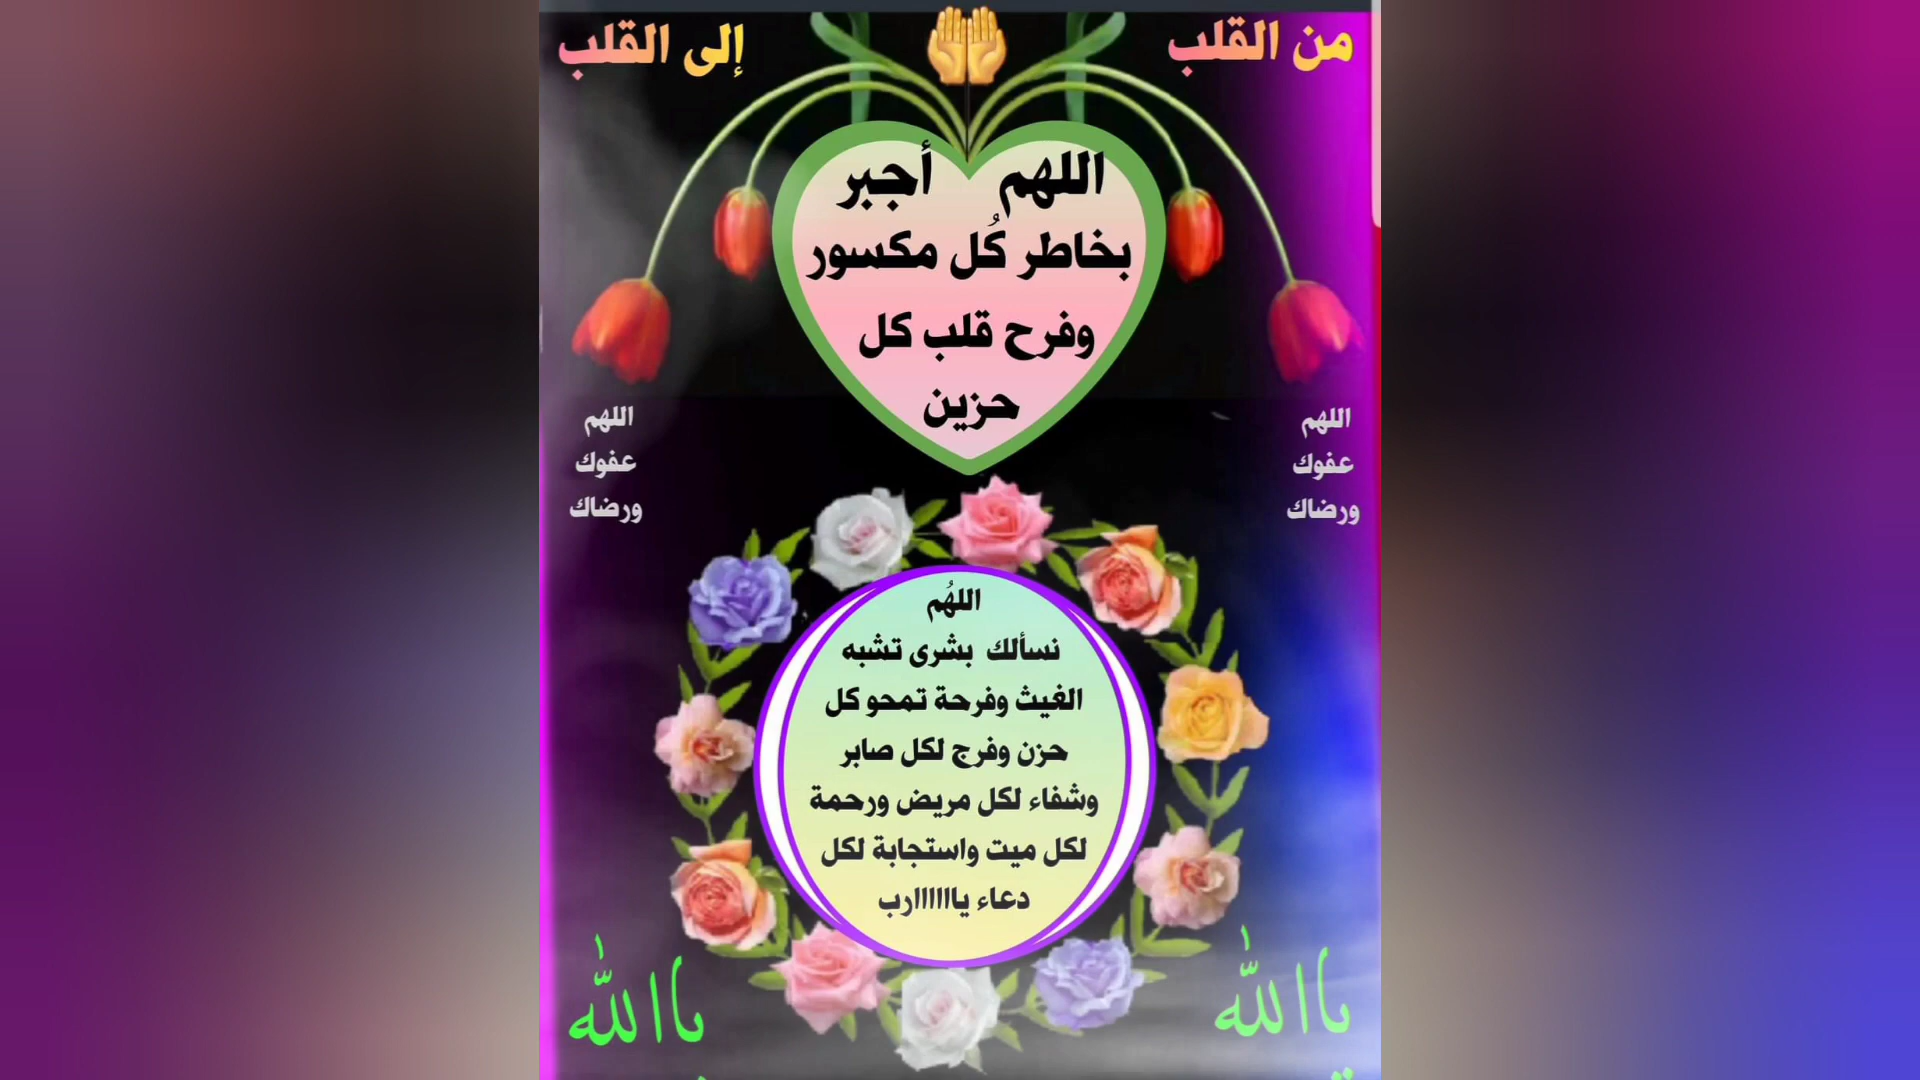 من القلب
إلى القلب
اللهم أجبر
بخاطر كُل مكسور
وفرح قلب كل
حزين
اللهم
عفوك
ورضاك
اللهم
عفوك
ورضاك
اللهُم
نسألك بشرى تشبه
الغيث وفرحة تمحو كل
حزن وفرج لكل صابر
وشفاء لكل مريض ورحمة
لكل ميت واستجابة لكل
دعاء ياااااارب
ياالله
ياالله